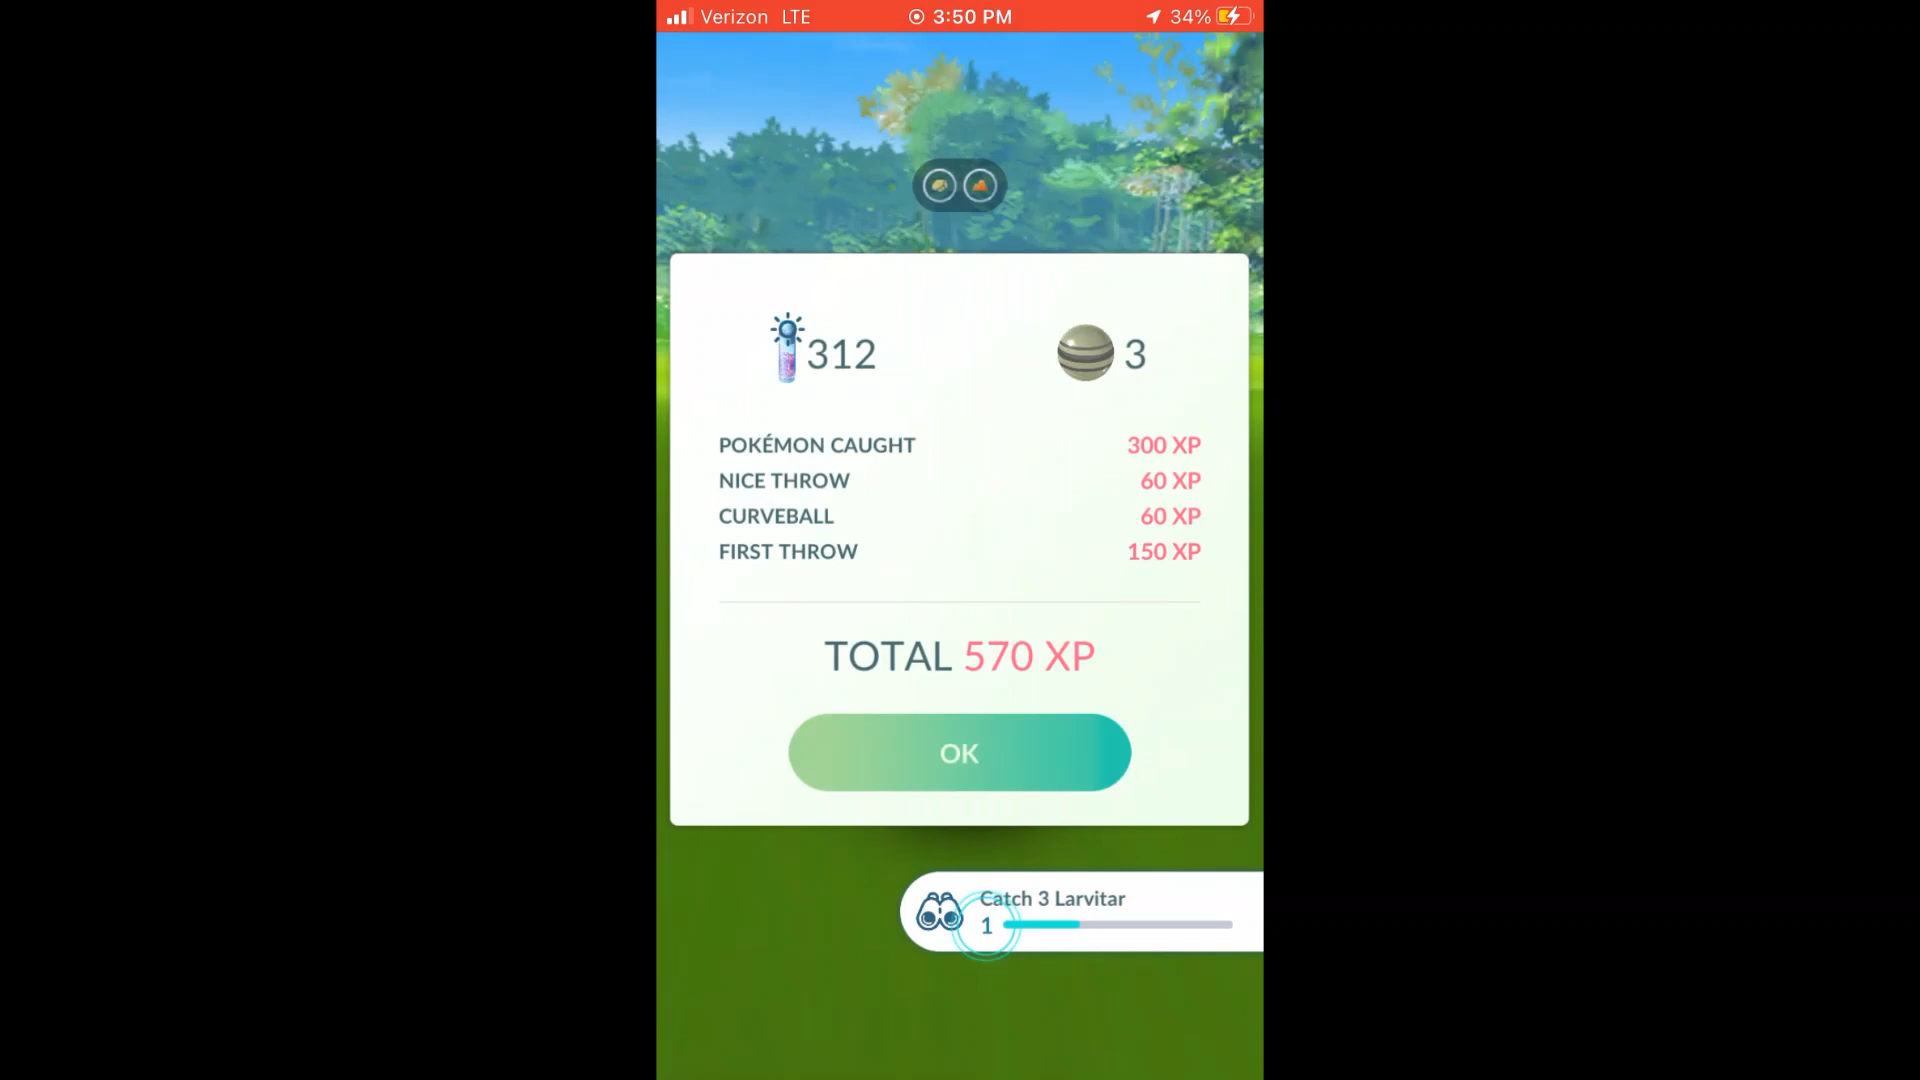 Verizon LTE 3:50 PM 34%
312 3
POKÉMON CAUGHT 300 XP
NICE THROW 60 XP
CURVEBALL 60 XP
FIRST THROW 150 XP
TOTAL 570 XP
OK
Catch 3 Larvitar
1